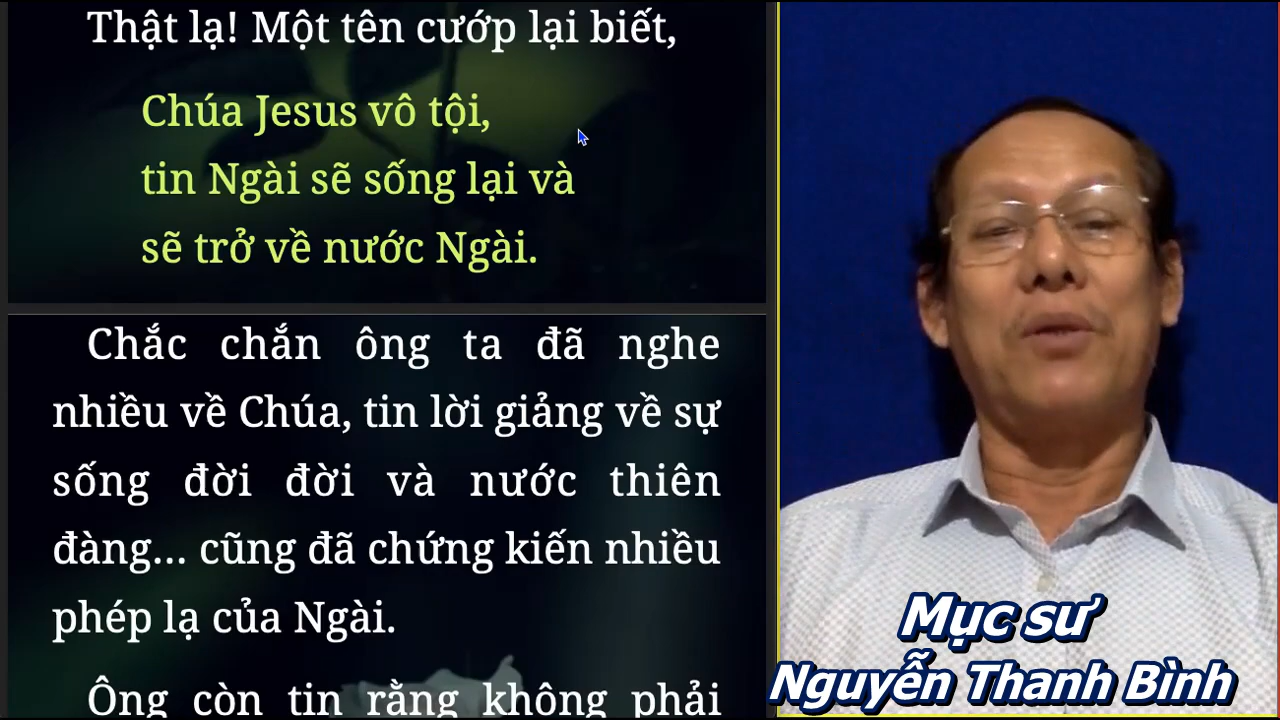 Thật lạ! Một tên cướp lại biết,
Chúa Jesus vô tội,
tin Ngài sẽ sống lại và
sẽ trở về nước Ngài.
Chắc chắn ông ta đã nghe
nhiều về Chúa, tin lời giảng về sự
sống đời đời và nước thiên
đàng... cũng đã chứng kiến nhiều
phép lạ của Ngài.
Ông còn tin rằng không phải
Mục sư
Nguyễn Thanh Bình